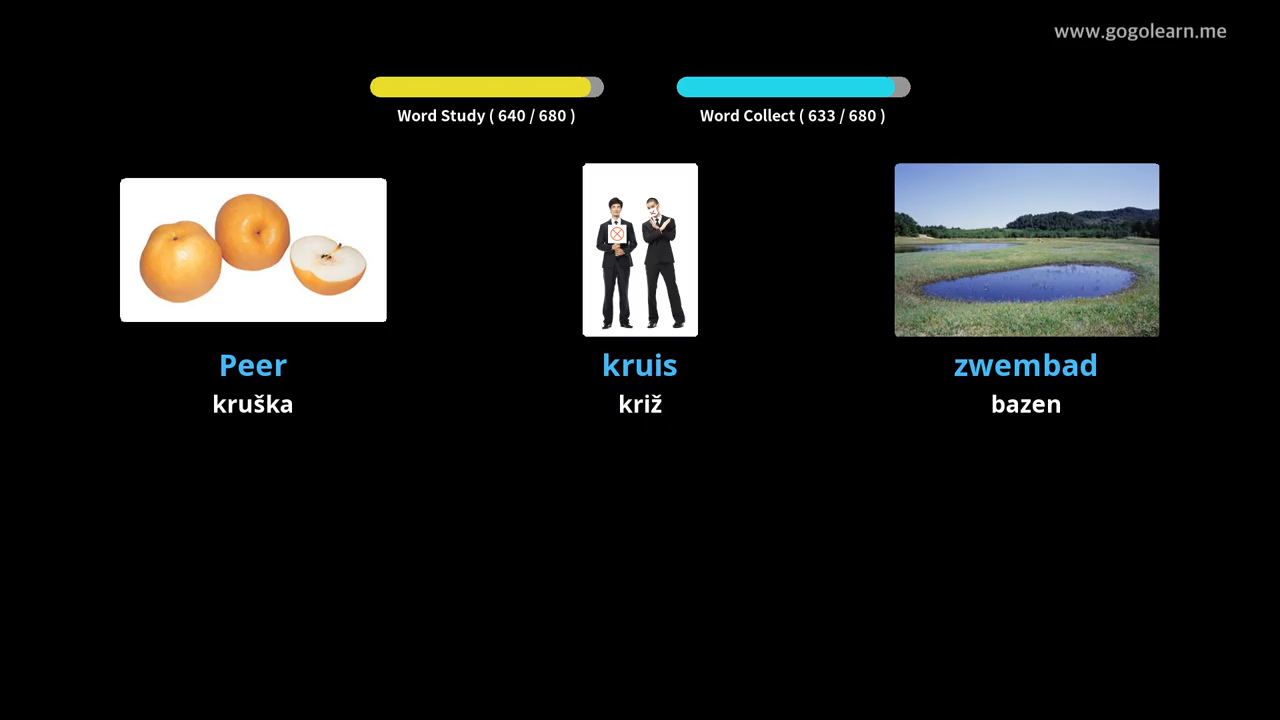 www.gogolearn.me
Word Study ( 640 / 680 )
Word Collect ( 633 / 680 )
Peer
kruška
kruis
križ
zwembad
bazen